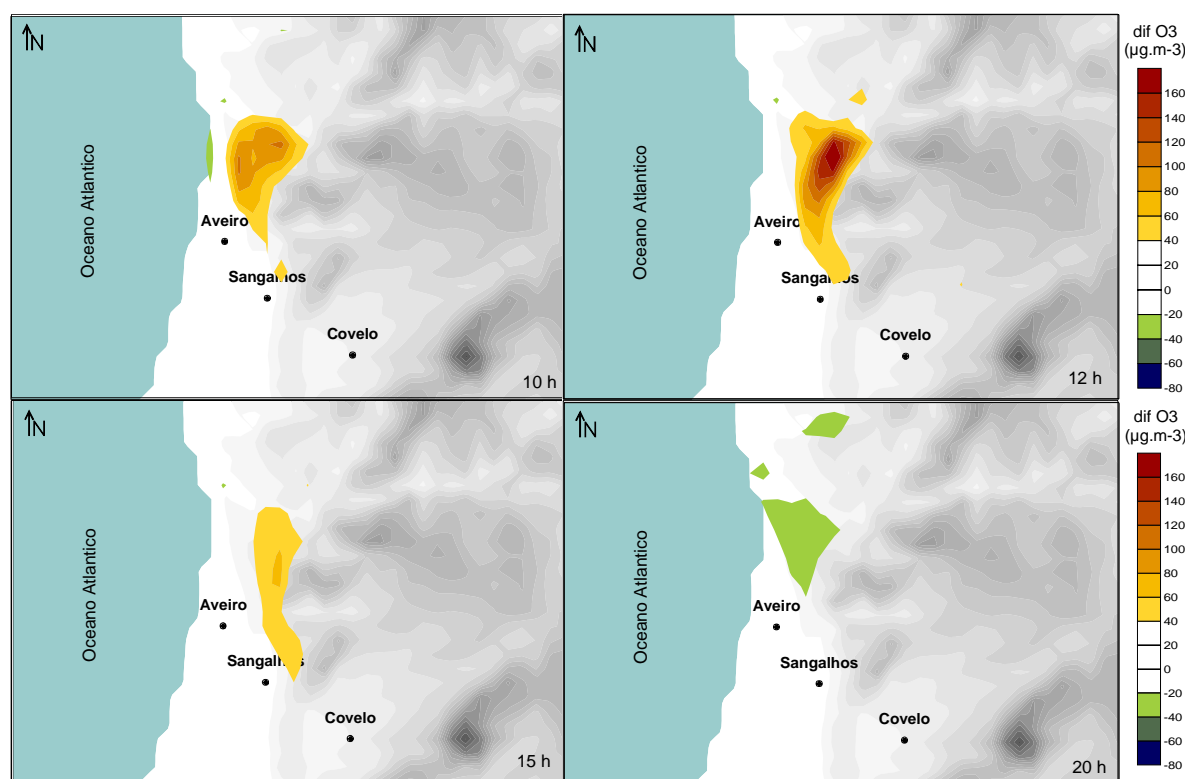 N
Oceano Atlantico
Aveiro
Sangalhos
Covelo
10 h
N
Oceano Atlantico
Aveiro
Sangalhos
Covelo
12 h
dif O3
(µg.m-3)
160
140
120
100
80
60
40
20
0
-20
-40
-60
-80
N
Oceano Atlantico
Aveiro
Sangalhos
Covelo
15 h
N
Oceano Atlantico
Aveiro
Sangalhos
Covelo
20 h
dif O3
(µg.m-3)
160
140
120
100
80
60
40
20
0
-20
-40
-60
-80